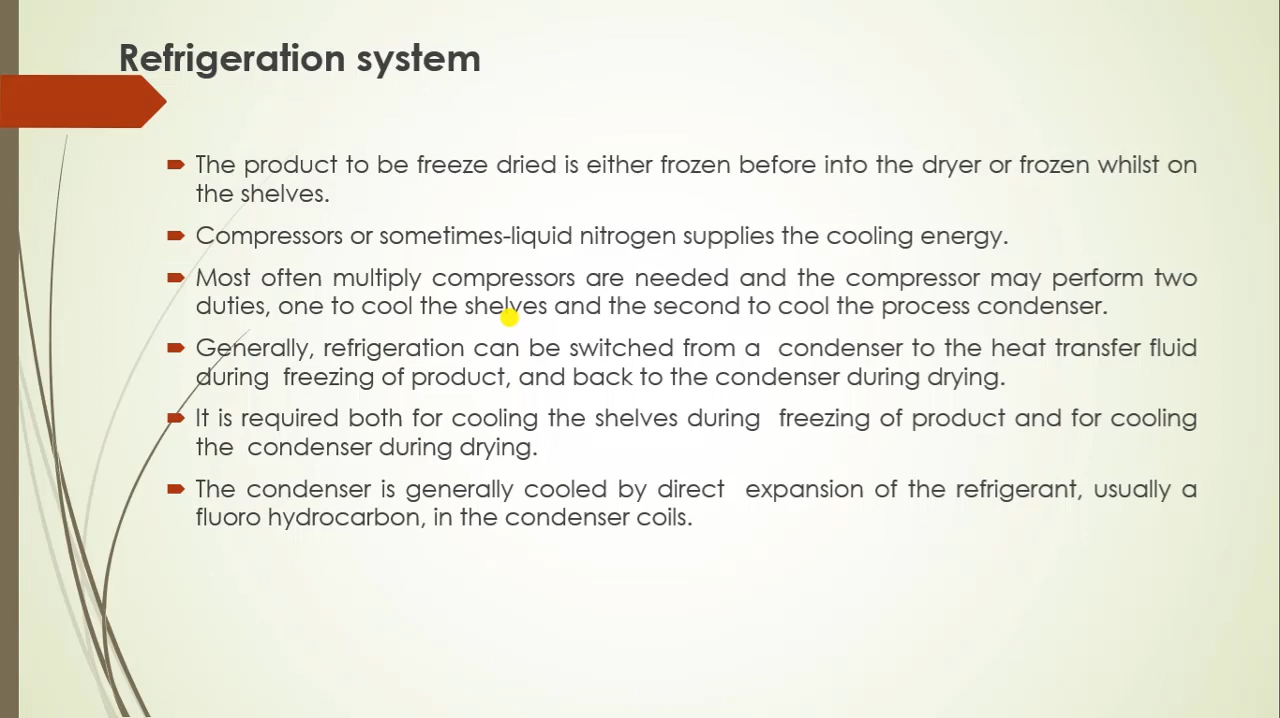 Refrigeration system
The product to be freeze dried is either frozen before into the dryer or frozen whilst on
the shelves.
Compressors or sometimes-liquid nitrogen supplies the cooling energy.
Most often multiply compressors are needed and the compressor may perform two
duties, one to cool the shelves and the second to cool the process condenser.
Generally, refrigeration can be switched from a condenser to the heat transfer fluid
during freezing of product, and back to the condenser during drying.
It is required both for cooling the shelves during freezing of product and for cooling
the condenser during drying.
The condenser is generally cooled by direct expansion of the refrigerant, usually a
fluoro hydrocarbon, in the condenser coils.